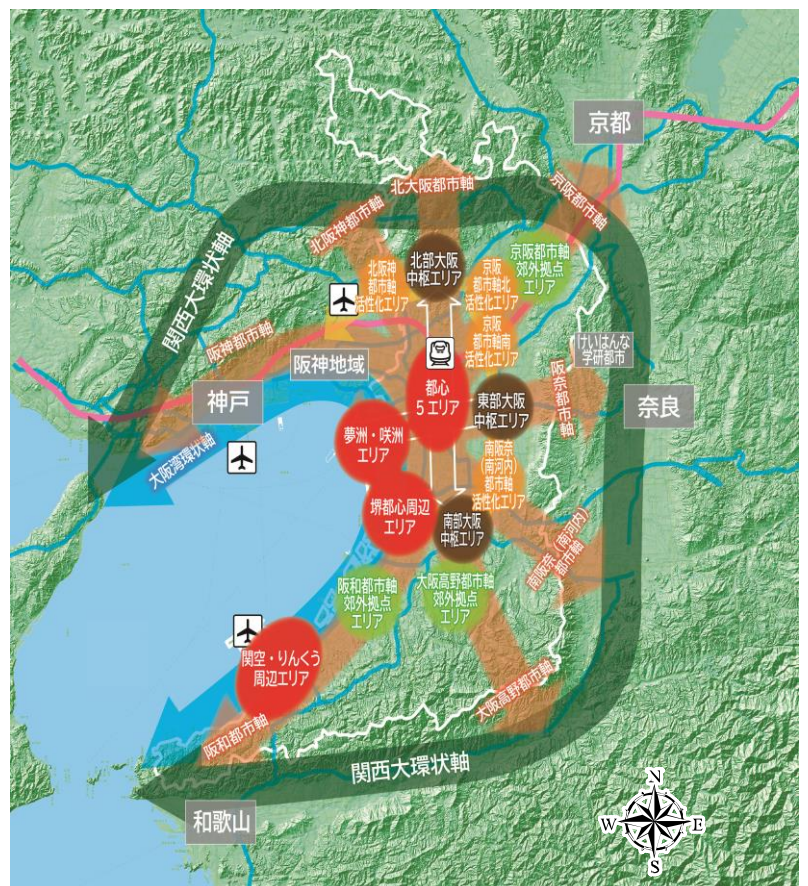 京都
北大阪都市軸
京阪都市軸
北阪神都市軸
関西大環状軸
北部大阪
中枢エリア
京阪都市軸
郊外拠点
エリア
北阪神
都市軸
活性化エリア
京阪
都市軸北
活性化エリア
京阪
都市軸南
活性化エリア
阪神都市軸
阪神地域
けいはんな
学研都市
神戸
都心
5エリア
東部大阪
中枢エリア
阪奈都市軸
奈良
夢洲・咲洲
エリア
大阪湾環状軸
南阪奈
(南河内)
都市軸
活性化エリア
堺都心周辺
エリア
南部大阪
中枢エリア
南阪奈(南河内)
都市軸
阪和都市軸
郊外拠点
エリア
大阪高野都市軸
郊外拠点
エリア
関空・りんくう
周辺エリア
大阪高野都市軸
阪和都市軸
関西大環状軸
和歌山
N
W
E
S